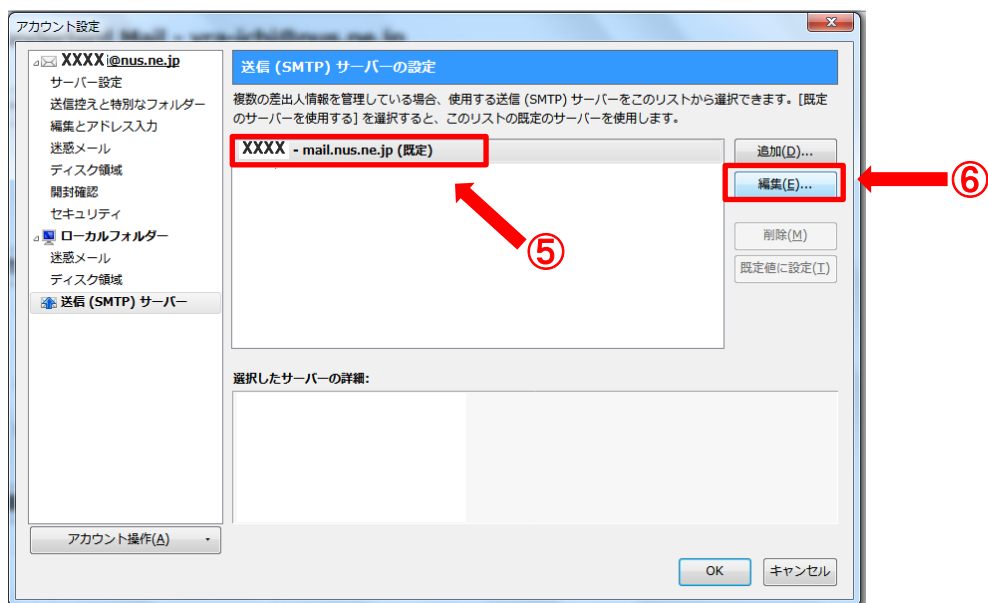 アカウント設定
XXXX i@nus.ne.jp
サーバー設定
送信控えと特別なフォルダー
編集とアドレス入力
迷惑メール
ディスク領域
開封確認
セキュリティ
ローカルフォルダー
迷惑メール
ディスク領域
送信 (SMTP) サーバー
アカウント操作(A)
送信 (SMTP) サーバーの設定
複数の差出人情報を管理している場合、使用する送信 (SMTP) サーバーをこのリストから選択できます。[既定
のサーバーを使用する] を選択すると、このリストの既定のサーバーを使用します。
XXXX - mail.nus.ne.jp (既定)
追加(D)...
編集(E)...
⑥
⑤
削除(M)
既定値に設定(T)
選択したサーバーの詳細:
OK
キャンセル